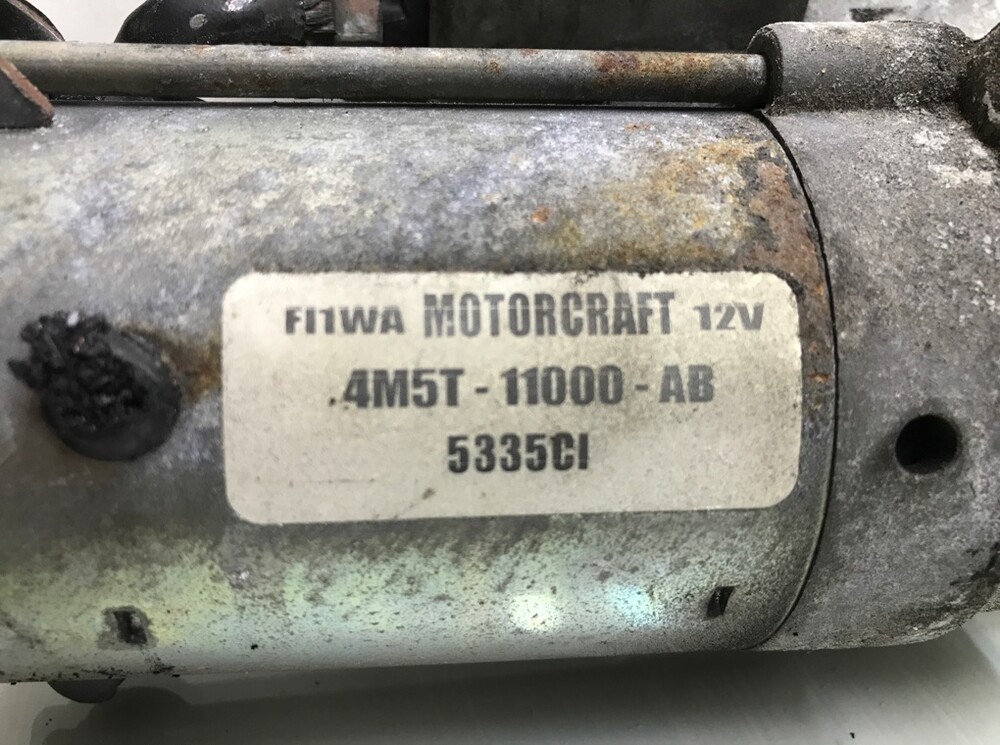 FI1WA MOTORCRAFT 12V
4M5T - 11000 - AB
5335CI